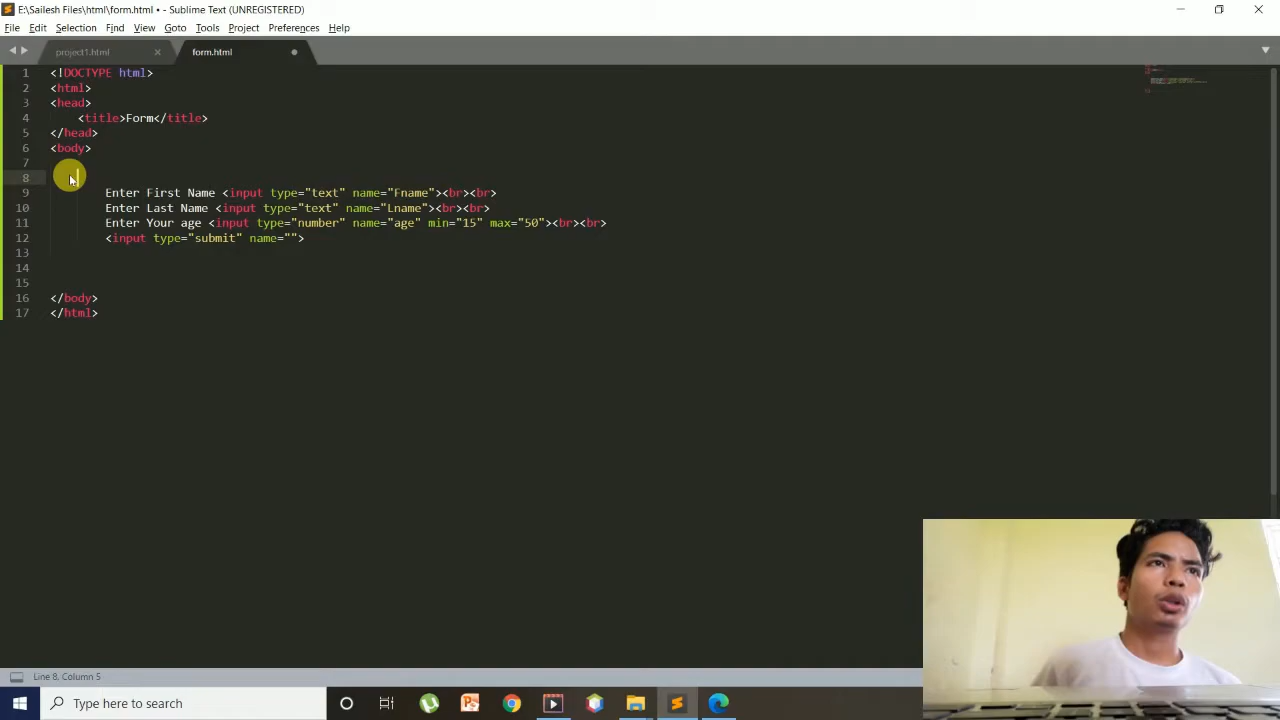 E:\Sailesh Files\html\form.html • - Sublime Text (UNREGISTERED)
File Edit Selection Find View Goto Tools Project Preferences Help
project1.html form.html
1 <!DOCTYPE html>
2 <html>
3 <head>
4 <title>Form</title>
5 </head>
6 <body>
7
8
9 Enter First Name <input type="text" name="Fname"><br><br>
10 Enter Last Name <input type="text" name="Lname"><br><br>
11 Enter Your age <input type="number" name="age" min="15" max="50"><br><br>
12 <input type="submit" name="">
13
14
15
16 </body>
17 </html>
Line 8, Column 5
Type here to search